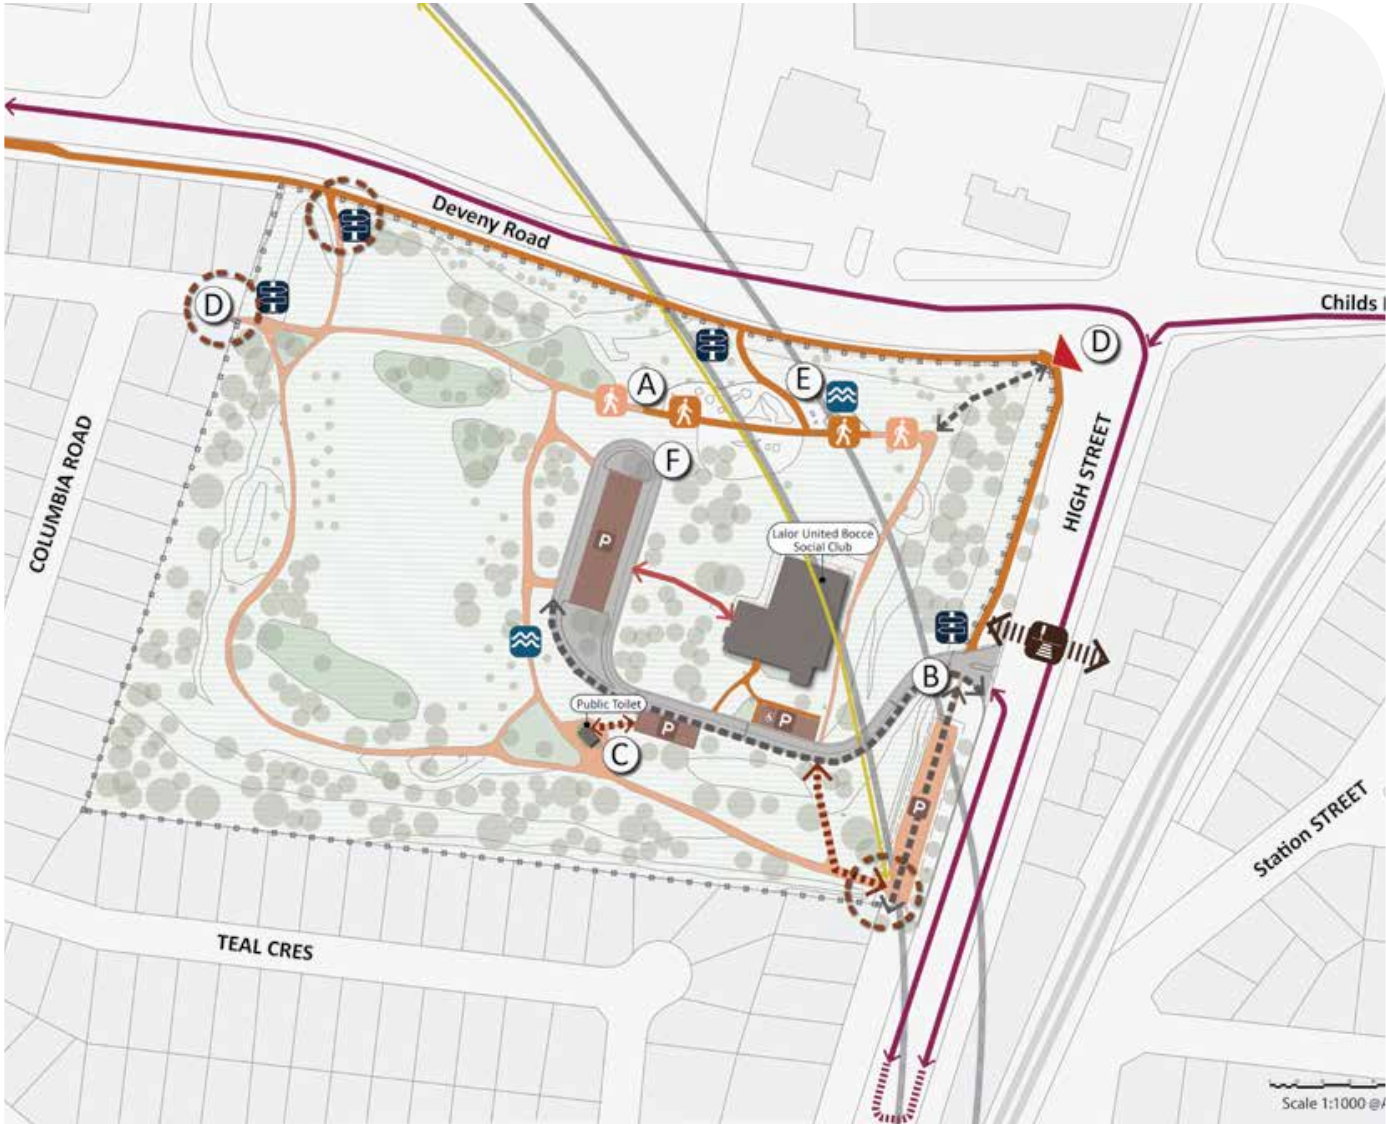 Deveny Road
Childs
D
D
A
E
COLUMBIA ROAD
HIGH STREET
F
P
Lalor United Bocce
Social Club
B
Public Toilet
P
P
C
P
Station STREET
TEAL CRES
Scale 1:1000 @A